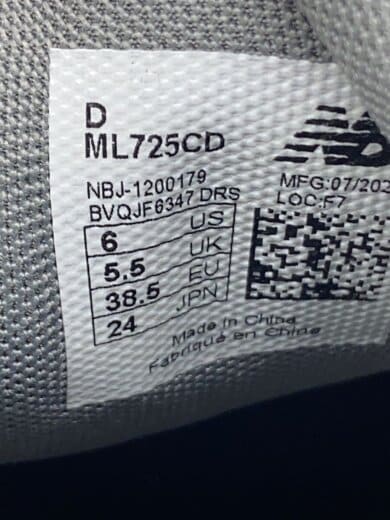 D
ML725CD
NBJ-1200179
BVQJF6347 DRS
6 US
5.5 UK
38.5 EU
24 JPN
MFG:07/202
LOC:F7
Made in China
Fabriqué en Chine